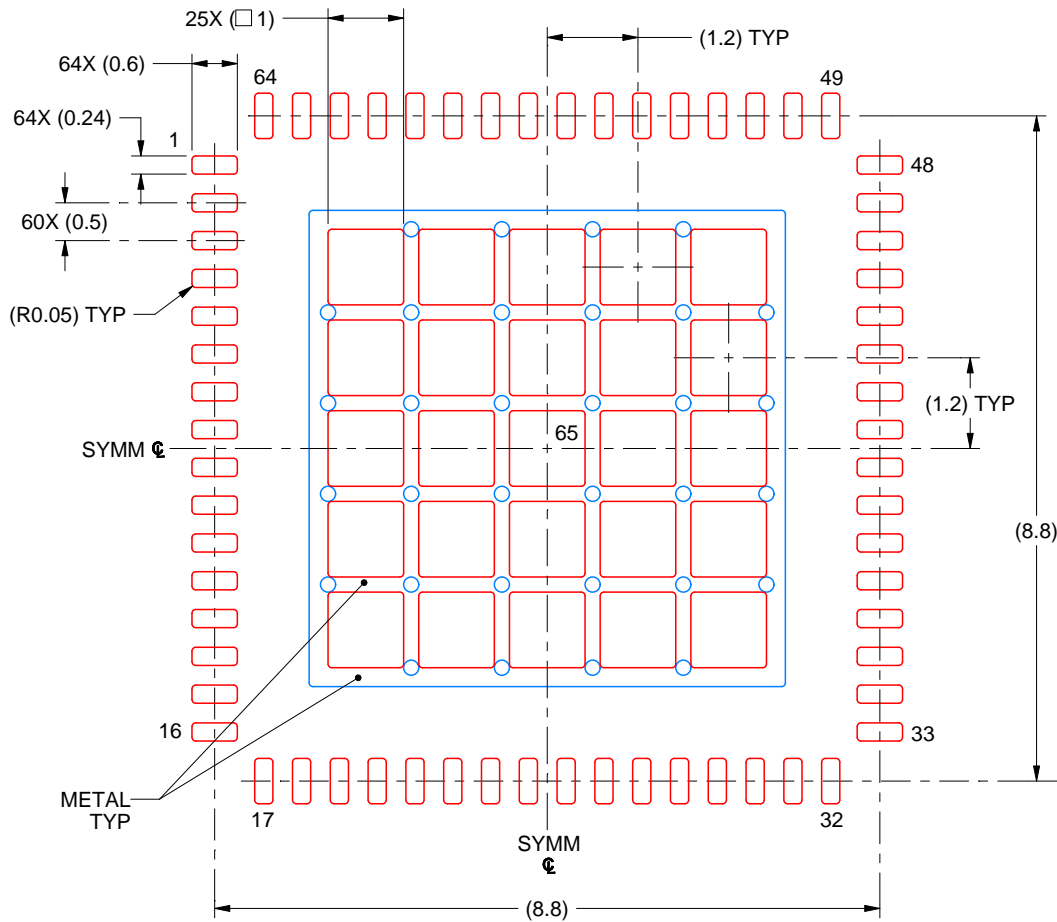 25X (□ 1)
(1.2) TYP
64X (0.6)
64
49
64X (0.24)
1
48
60X (0.5)
(R0.05) TYP
(1.2) TYP
65
SYMM ℄
(8.8)
16
33
METAL
TYP
17
32
SYMM
℄
(8.8)